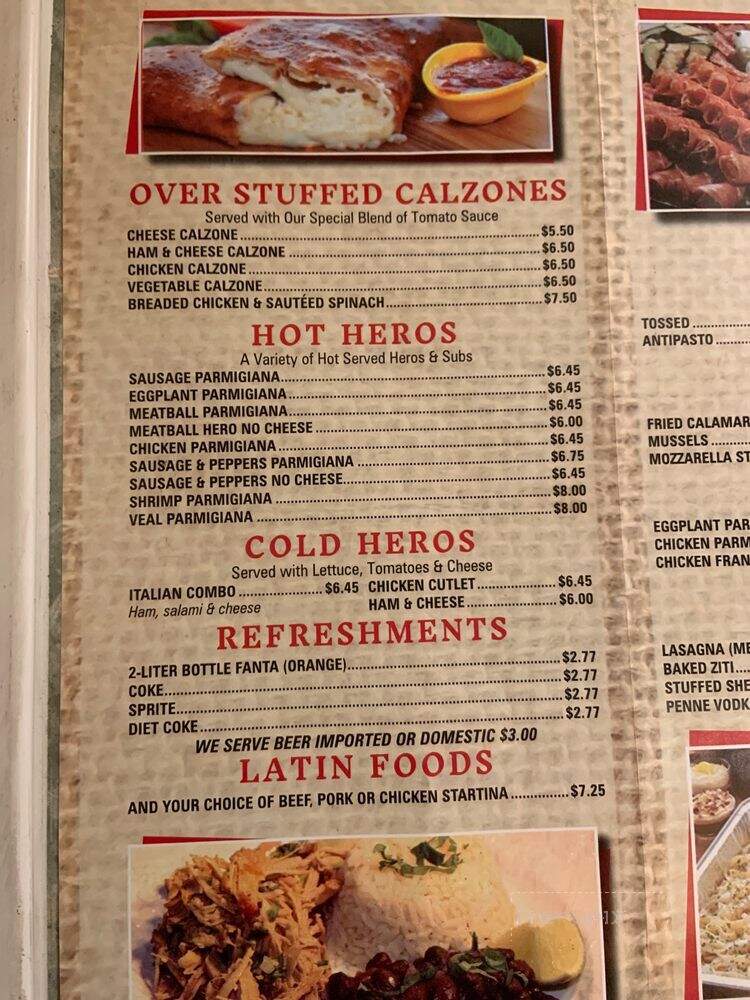 OVER STUFFED CALZONES
Served with Our Special Blend of Tomato Sauce
CHEESE CALZONE ........ $5.50
HAM & CHEESE CALZONE ........ $6.50
CHICKEN CALZONE ........ $6.50
VEGETABLE CALZONE ........ $6.50
BREADED CHICKEN & SAUTÉED SPINACH ........ $7.50
HOT HEROS
A Variety of Hot Served Heros & Subs
SAUSAGE PARMIGIANA ........ $6.45
EGGPLANT PARMIGIANA ........ $6.45
MEATBALL PARMIGIANA ........ $6.45
MEATBALL HERO NO CHEESE ........ $6.00
CHICKEN PARMIGIANA ........ $6.45
SAUSAGE & PEPPERS PARMIGIANA ........ $6.75
SAUSAGE & PEPPERS NO CHEESE ........ $6.45
SHRIMP PARMIGIANA ........ $8.00
VEAL PARMIGIANA ........ $8.00
COLD HEROS
Served with Lettuce, Tomatoes & Cheese
ITALIAN COMBO ........ $6.45 CHICKEN CUTLET ........ $6.45
Ham, salami & cheese HAM & CHEESE ........ $6.00
REFRESHMENTS
2-LITER BOTTLE FANTA (ORANGE) ........ $2.77
COKE ........ $2.77
SPRITE ........ $2.77
DIET COKE ........ $2.77
WE SERVE BEER IMPORTED OR DOMESTIC $3.00
LATIN FOODS
AND YOUR CHOICE OF BEEF, PORK OR CHICKEN STARTINA ........ $7.25
TOSSED ........
ANTIPASTO ........
FRIED CALAMAR
MUSSELS ........
MOZZARELLA ST
EGGPLANT PAR
CHICKEN PARM
CHICKEN FRAN
LASAGNA (ME
BAKED ZITI ........
STUFFED SHE
PENNE VODK